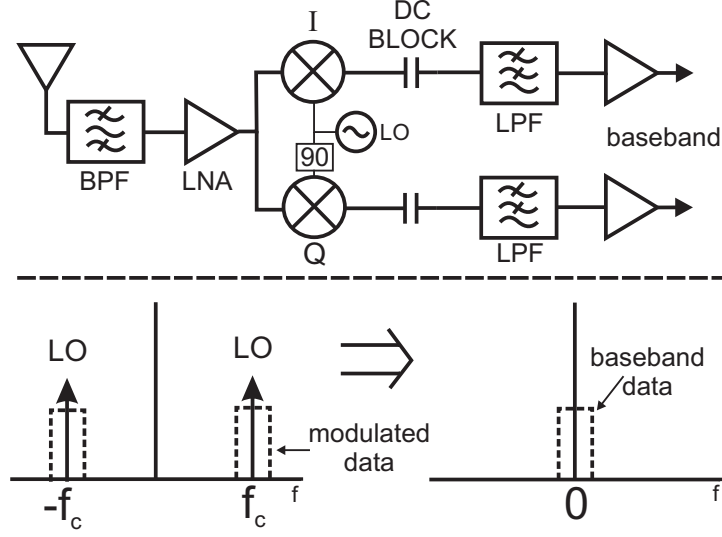 I
DC
BLOCK
BPF
LNA
LO
90
LPF
baseband
Q
LPF
LO
LO
baseband
data
modulated
data
-fc
fc
f
0
f